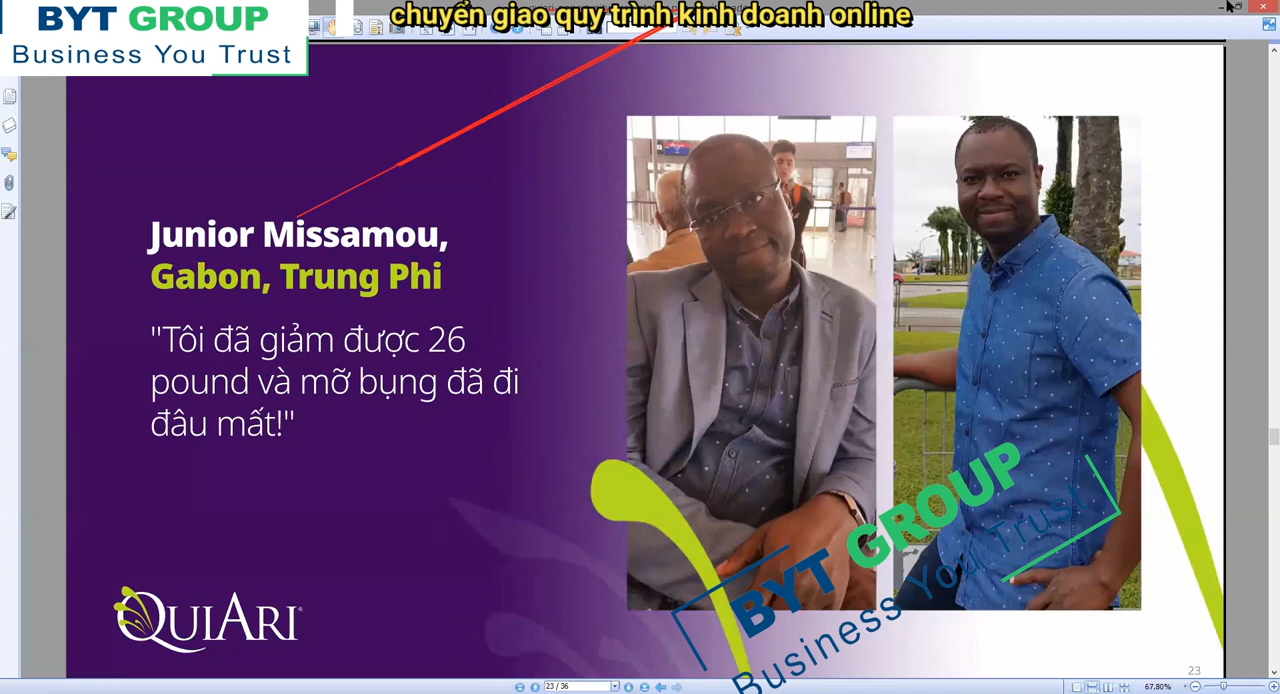 BYT GROUP
Business You Trust
chuyển giao quy trình kinh doanh online
Junior Missamou,
Gabon, Trung Phi
"Tôi đã giảm được 26
pound và mỡ bụng đã đi
đâu mất!"
QUIARI®
BYT GROUP
Business You Trust
23
23 / 36
67.80%